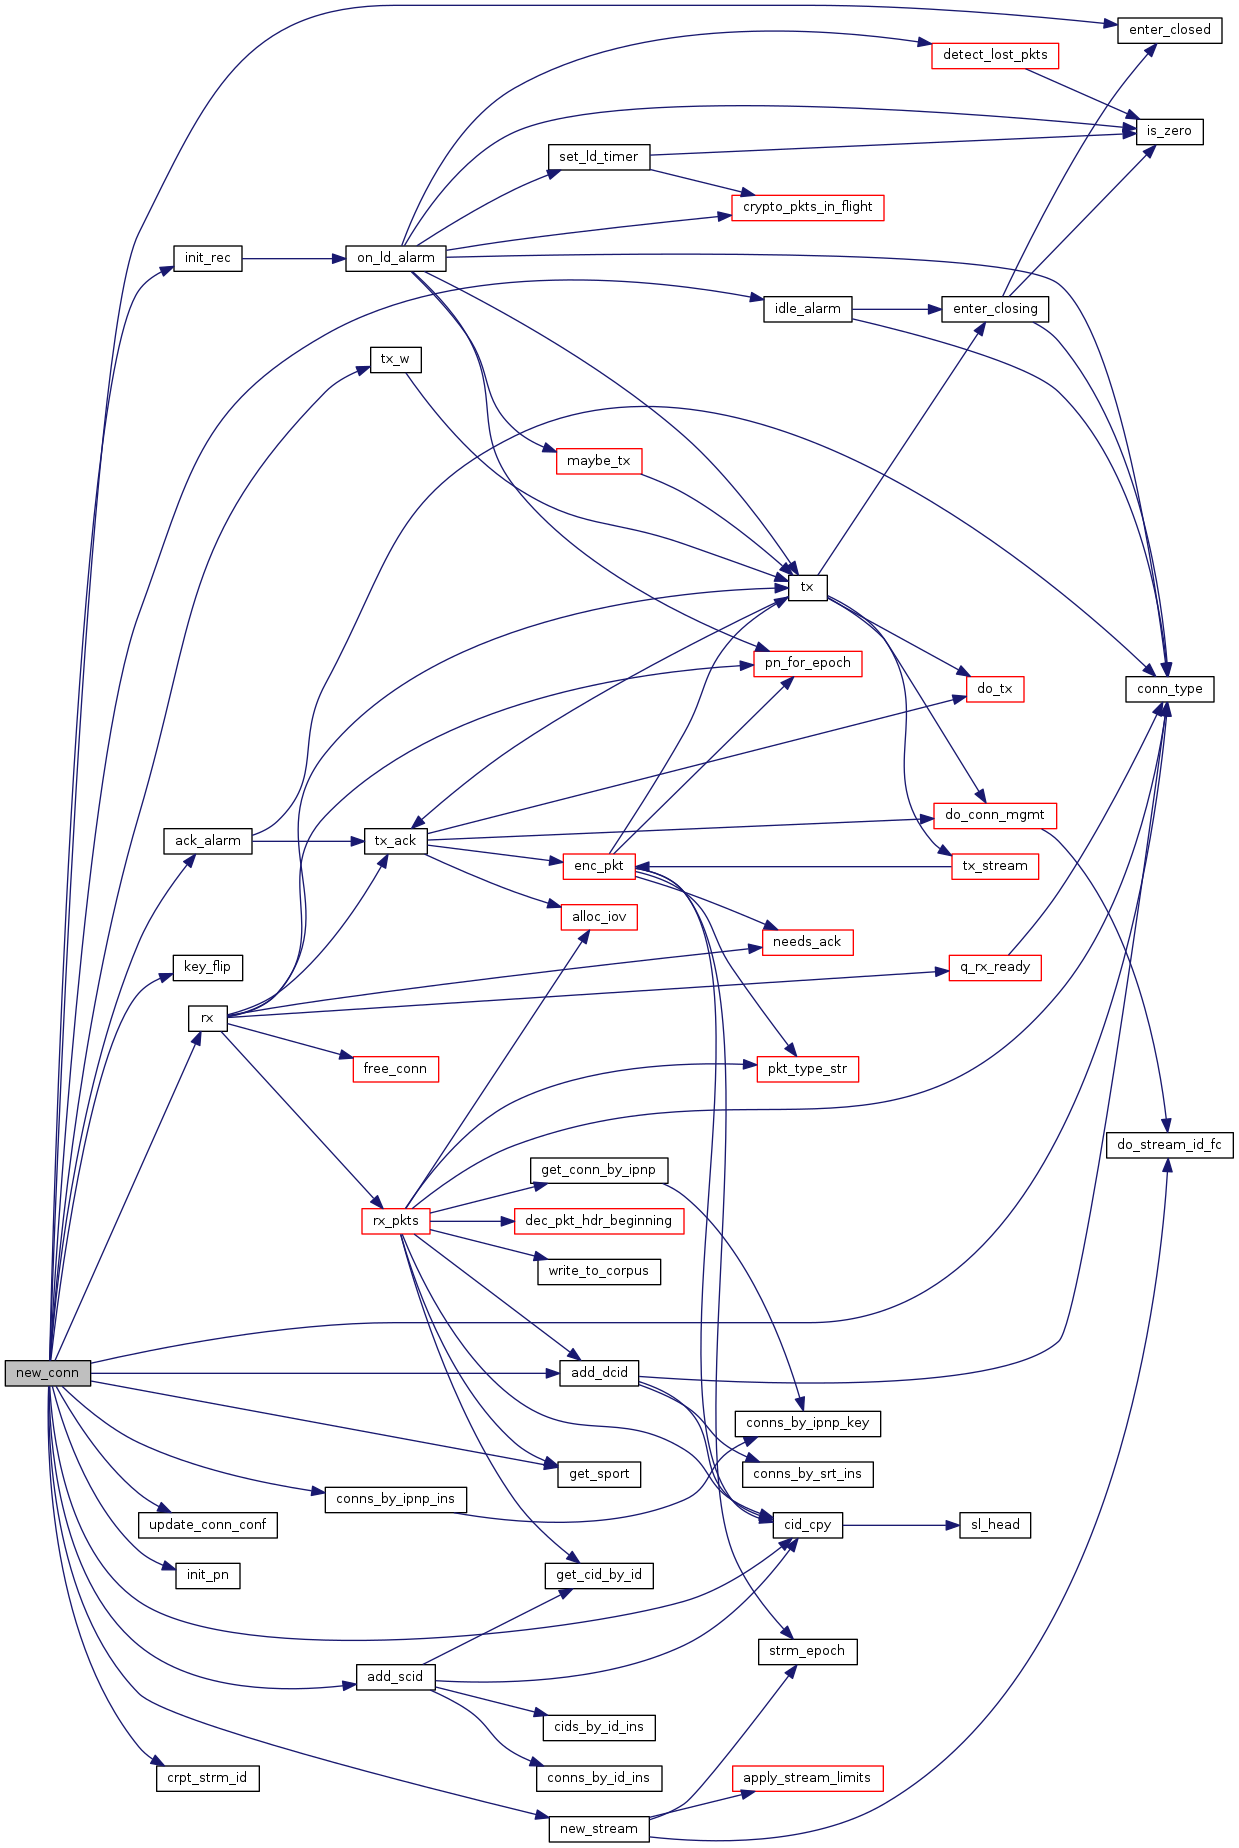 enter_closed
detect_lost_pkts
is_zero
set_ld_timer
crypto_pkts_in_flight
init_rec
on_ld_alarm
idle_alarm
enter_closing
tx_w
maybe_tx
tx
pn_for_epoch
do_tx
conn_type
do_conn_mgmt
ack_alarm
tx_ack
enc_pkt
tx_stream
alloc_iov
needs_ack
key_flip
q_rx_ready
rx
free_conn
pkt_type_str
do_stream_id_fc
get_conn_by_ipnp
rx_pkts
dec_pkt_hdr_beginning
write_to_corpus
new_conn
add_dcid
conns_by_ipnp_key
get_sport
conns_by_srt_ins
conns_by_ipnp_ins
update_conn_conf
cid_cpy
sl_head
init_pn
get_cid_by_id
strm_epoch
add_scid
cids_by_id_ins
crpt_strm_id
conns_by_id_ins
apply_stream_limits
new_stream